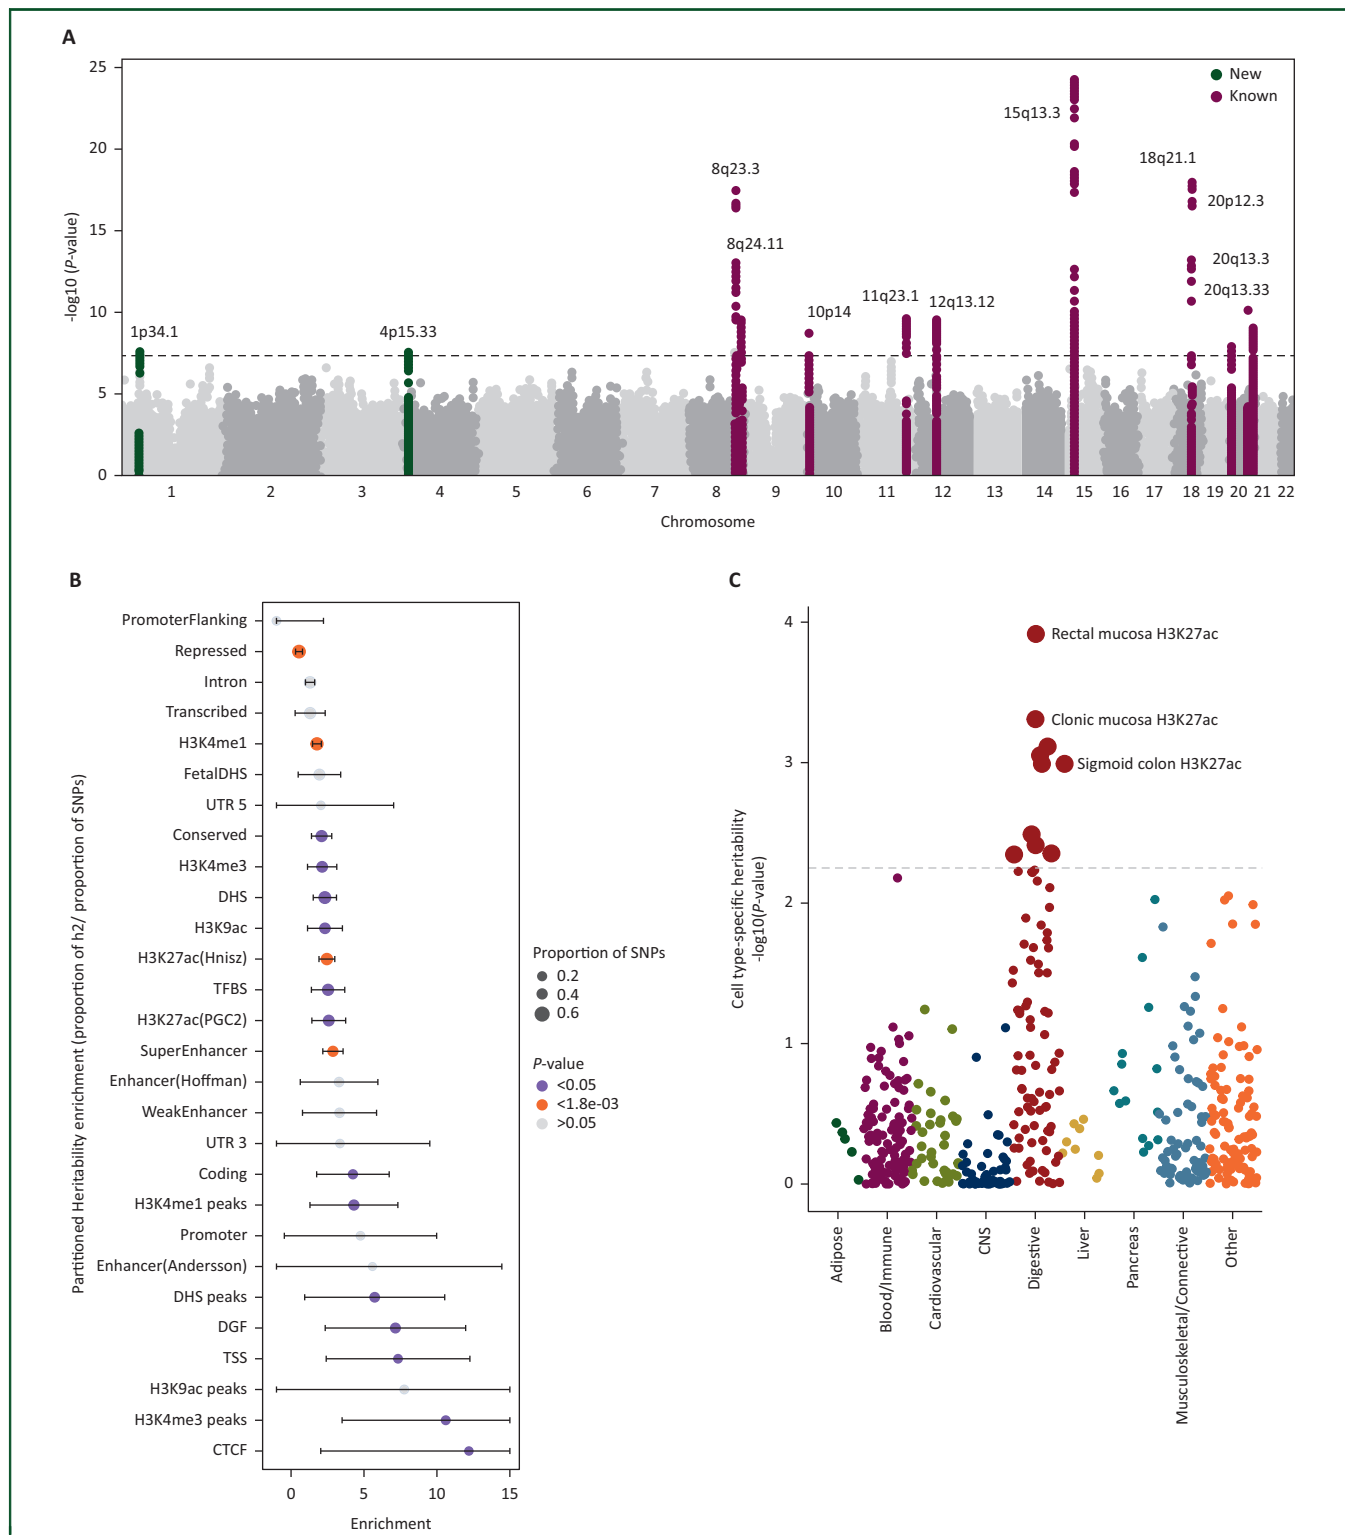 A
25
20
15
10
5
0
-log10 (P-value)
New
Known
15q13.3
18q21.1
8q23.3
20p12.3
8q24.11
20q13.3
11q23.1
20q13.33
12q13.12
10p14
1p34.1
4p15.33
1 2 3 4 5 6 7 8 9 10 11 12 13 14 15 16 17 18 19 20 21 22
Chromosome
B
Partitioned Heritability enrichment (proportion of h2/ proportion of SNPs)
PromoterFlanking
Repressed
Intron
Transcribed
H3K4me1
FetalDHS
UTR 5
Conserved
H3K4me3
DHS
H3K9ac
H3K27ac(Hnisz)
TFBS
H3K27ac(PGC2)
SuperEnhancer
Enhancer(Hoffman)
WeakEnhancer
UTR 3
Coding
H3K4me1 peaks
Promoter
Enhancer(Andersson)
DHS peaks
DGF
TSS
H3K9ac peaks
H3K4me3 peaks
CTCF
0 5 10 15
Enrichment
Proportion of SNPs
0.2
0.4
0.6
P-value
<0.05
<1.8e-03
>0.05
C
Cell type-specific heritability
-log10(P-value)
4
3
2
1
0
Rectal mucosa H3K27ac
Clonic mucosa H3K27ac
Sigmoid colon H3K27ac
Adipose
Blood/Immune
Cardiovascular
CNS
Digestive
Liver
Pancreas
Musculoskeletal/Connective
Other